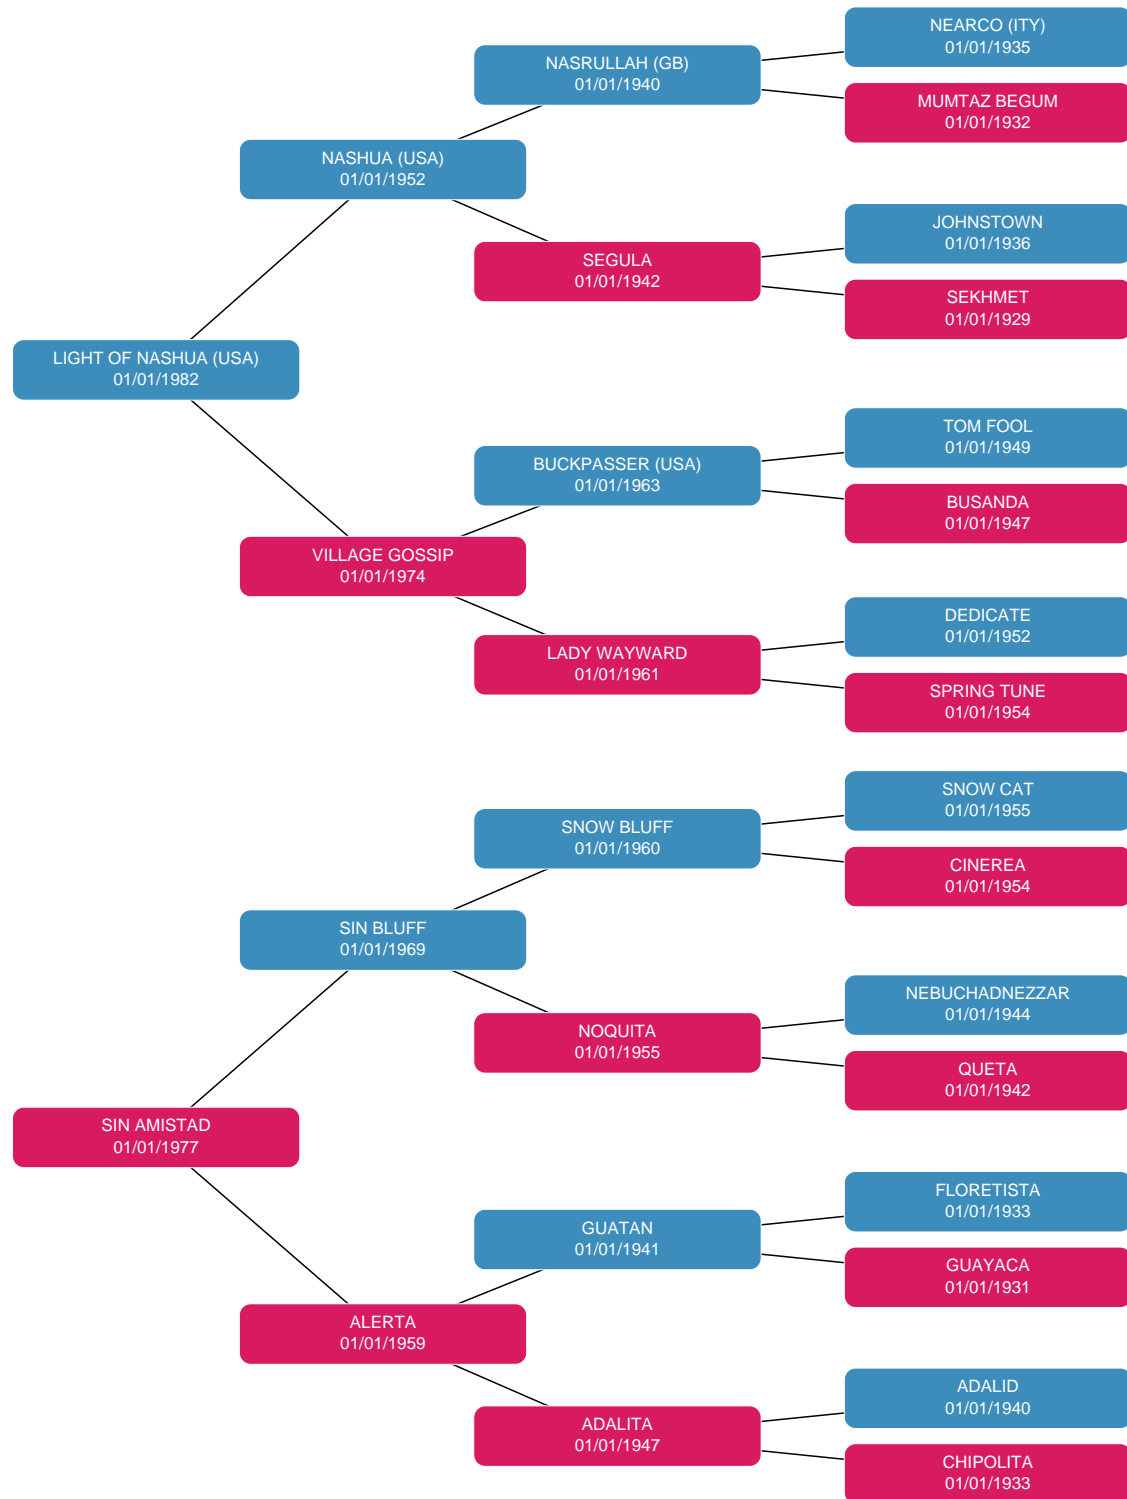 NEARCO (ITY)
01/01/1935
NASRULLAH (GB)
01/01/1940
MUMTAZ BEGUM
01/01/1932
NASHUA (USA)
01/01/1952
JOHNSTOWN
01/01/1936
SEGULA
01/01/1942
SEKHMET
01/01/1929
LIGHT OF NASHUA (USA)
01/01/1982
TOM FOOL
01/01/1949
BUCKPASSER (USA)
01/01/1963
BUSANDA
01/01/1947
VILLAGE GOSSIP
01/01/1974
DEDICATE
01/01/1952
LADY WAYWARD
01/01/1961
SPRING TUNE
01/01/1954
SNOW CAT
01/01/1955
SNOW BLUFF
01/01/1960
CINEREA
01/01/1954
SIN BLUFF
01/01/1969
NEBUCHADNEZZAR
01/01/1944
NOQUITA
01/01/1955
QUETA
01/01/1942
SIN AMISTAD
01/01/1977
FLORETISTA
01/01/1933
GUATAN
01/01/1941
GUAYACA
01/01/1931
ALERTA
01/01/1959
ADALID
01/01/1940
ADALITA
01/01/1947
CHIPOLITA
01/01/1933